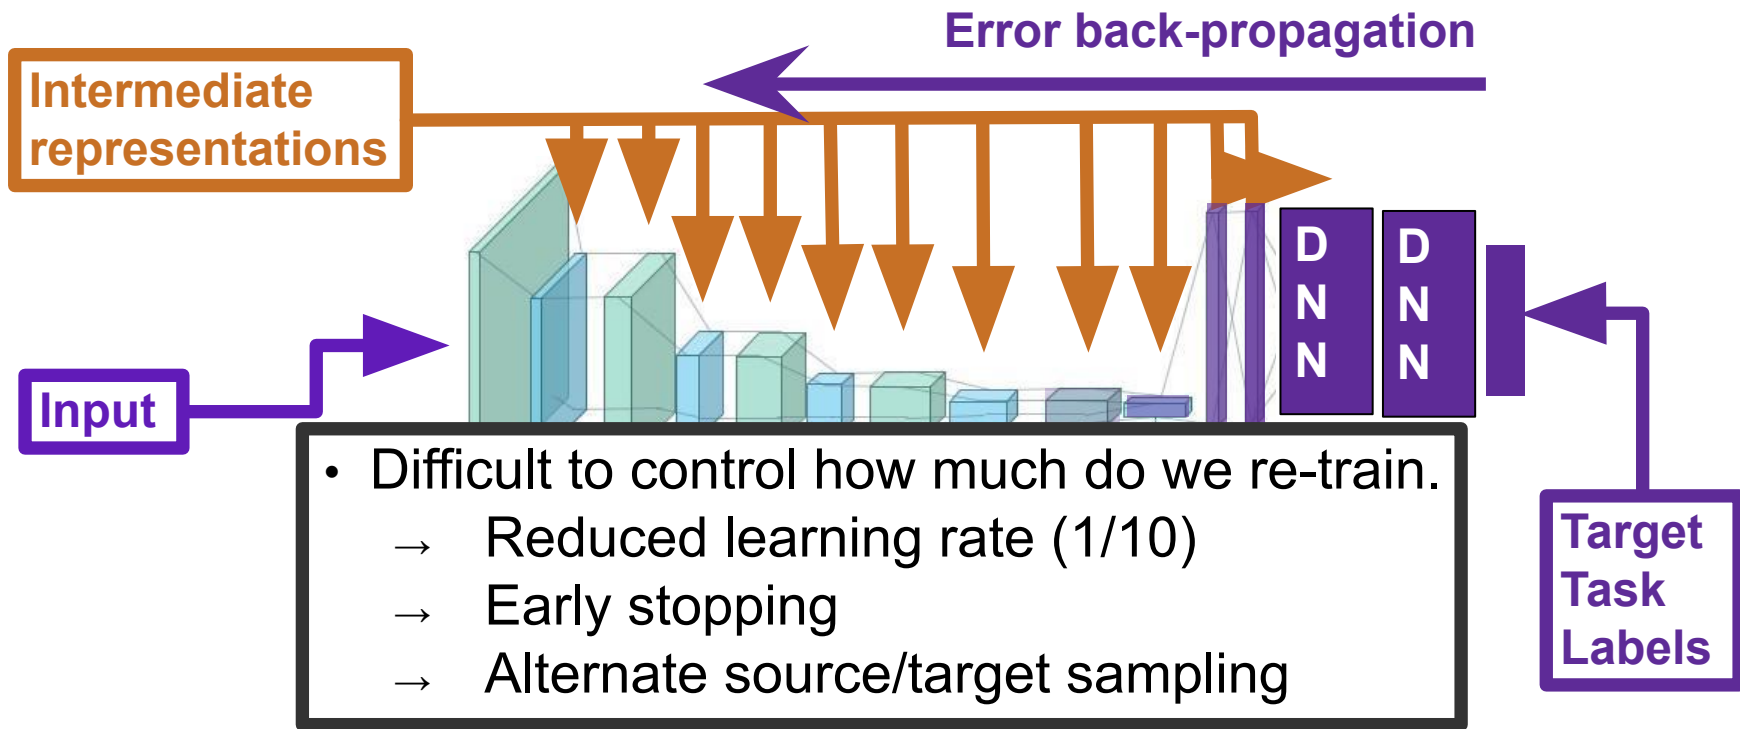 Error back-propagation
Intermediate
representations
D
N
N
D
N
N
Input
• Difficult to control how much do we re-train.
→ Reduced learning rate (1/10)
→ Early stopping
→ Alternate source/target sampling
Target
Task
Labels